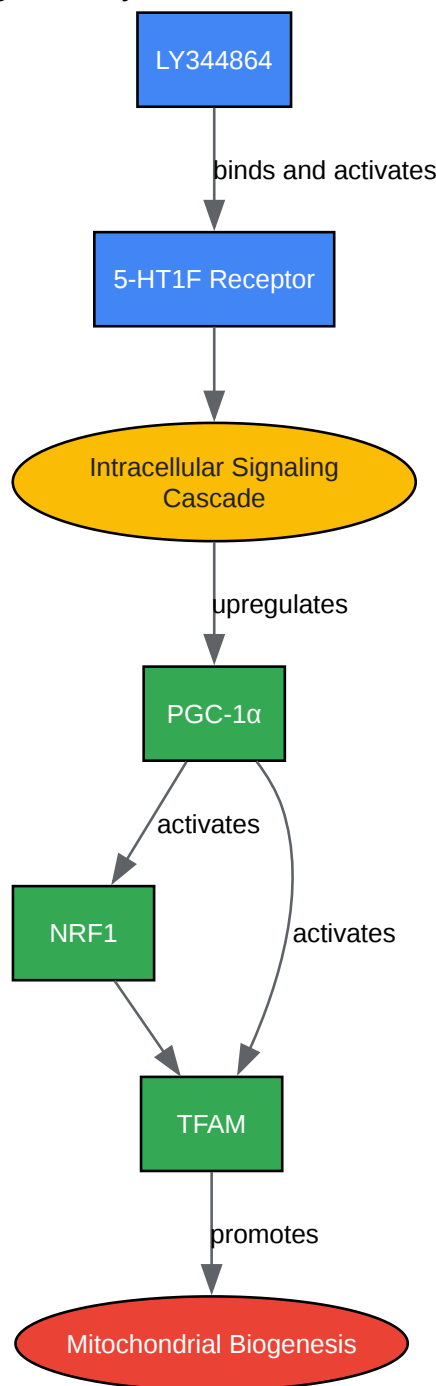 LY344864
binds and activates
5-HT1F Receptor
Intracellular Signaling
Cascade
upregulates
PGC-1α
activates
NRF1
activates
TFAM
promotes
Mitochondrial Biogenesis